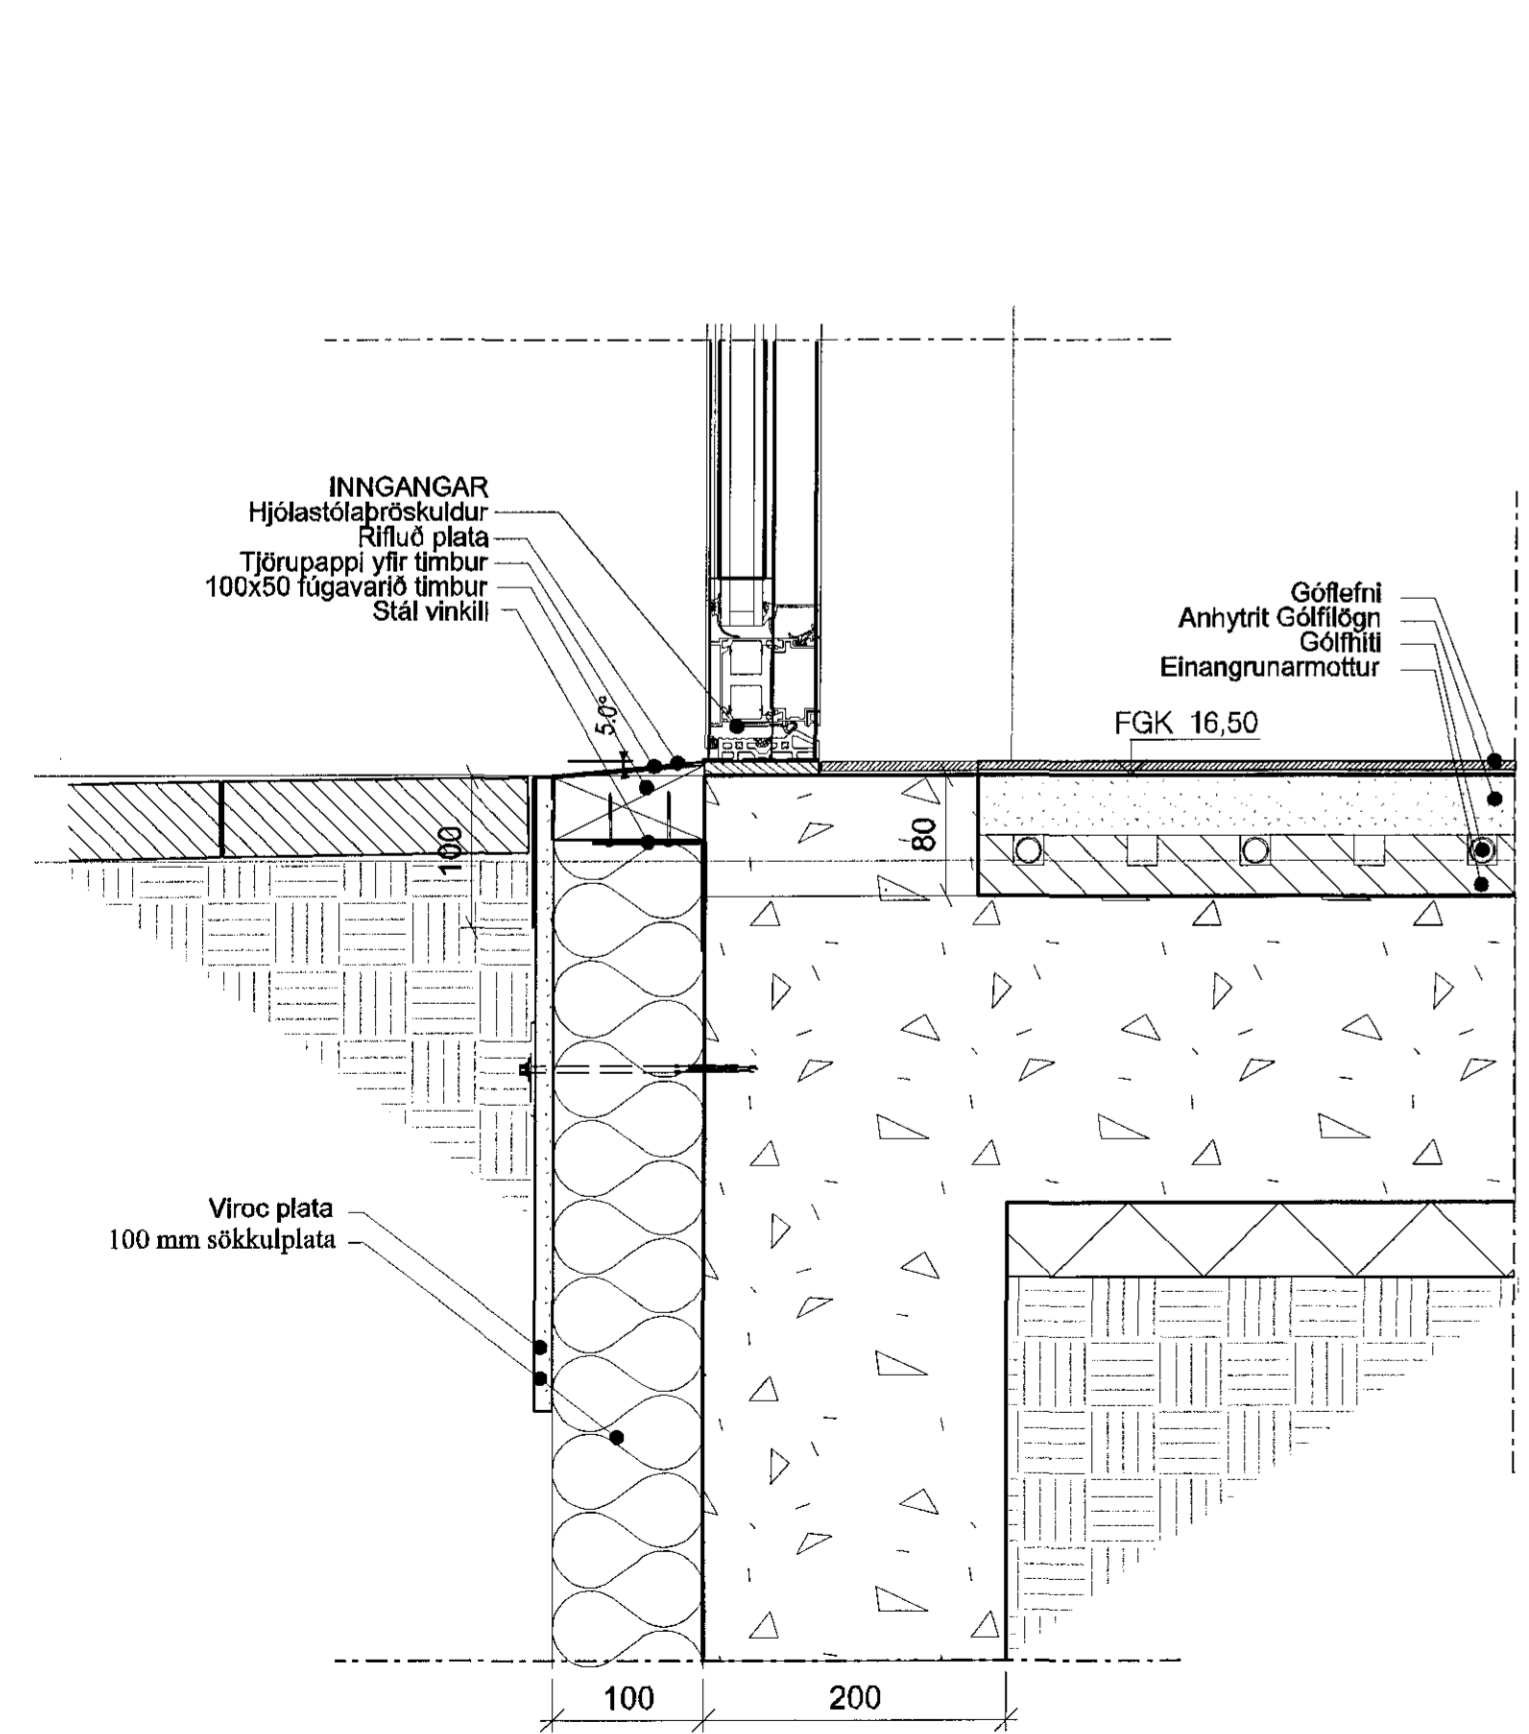 INNGANGAR
Hjólastólaþröskuldur
Rifluð plata
Tjörupappi yfir timbur
100x50 fúgavarið timbur
Stál vinkill
Góflefni
Anhytrit Gólfílögn
Gólfhiti
Einangrunarmottur
FGK 16,50
5.0°
100
80
Viroc plata
100 mm sökkulplata
100
200